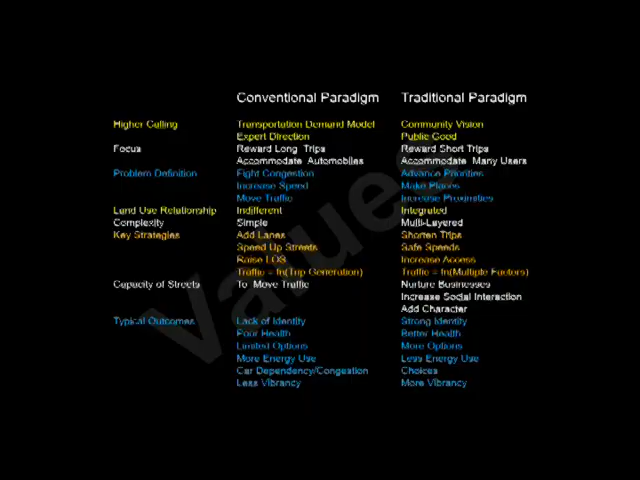 Values
Conventional Paradigm Traditional Paradigm
Higher Calling Transportation Demand Model Community Vision
Expert Direction Public Good
Focus Reward Long Trips Reward Short Trips
Accommodate Automobiles Accommodate Many Users
Problem Definition Fight Congestion Advance Priorities
Increase Speed Make Places
Move Traffic Increase Proximities
Land Use Relationship Indifferent Integrated
Complexity Simple Multi-Layered
Key Strategies Add Lanes Shorten Trips
Speed Up Streets Safe Speeds
Raise LOS Increase Access
Traffic = fn(Trip Generation) Traffic = fn(Multiple Factors)
Capacity of Streets To Move Traffic Nurture Businesses
Increase Social Interaction
Add Character
Typical Outcomes Lack of Identity Strong Identity
Poor Health Better Health
Limited Options More Options
More Energy Use Less Energy Use
Car Dependency/Congestion Choices
Less Vibrancy More Vibrancy